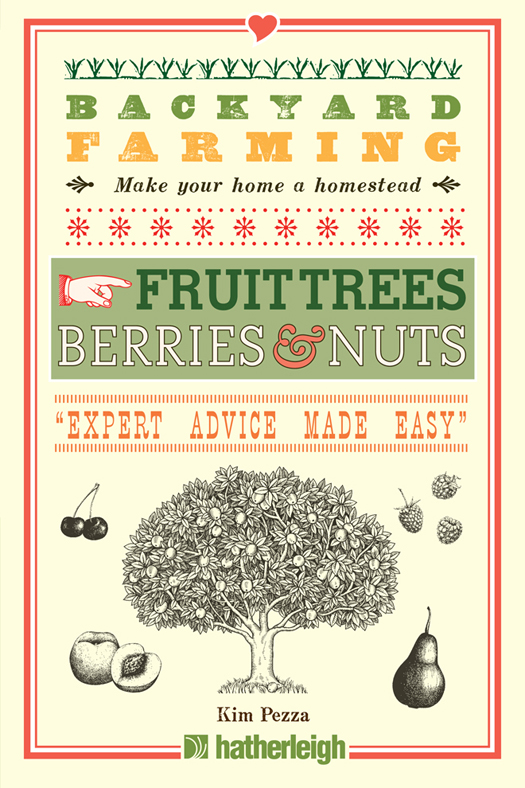 BACKYARD
FARMING
Make your home a homestead
FRUIT TREES
BERRIES & NUTS
"EXPERT ADVICE MADE EASY"
Kim Pezza
hatherleigh